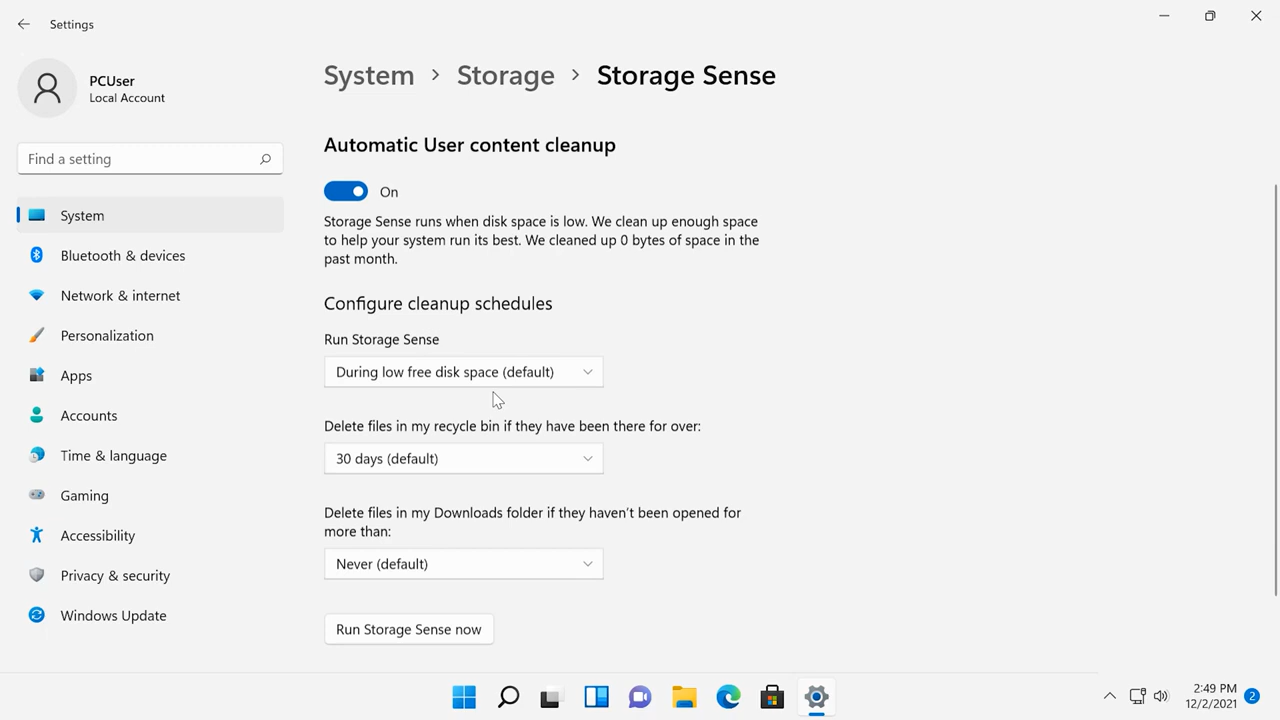 Settings
PCUser
Local Account
Find a setting
System
Bluetooth & devices
Network & internet
Personalization
Apps
Accounts
Time & language
Gaming
Accessibility
Privacy & security
Windows Update
System > Storage > Storage Sense
Automatic User content cleanup
On
Storage Sense runs when disk space is low. We clean up enough space
to help your system run its best. We cleaned up 0 bytes of space in the
past month.
Configure cleanup schedules
Run Storage Sense
During low free disk space (default)
Delete files in my recycle bin if they have been there for over:
30 days (default)
Delete files in my Downloads folder if they haven't been opened for
more than:
Never (default)
Run Storage Sense now
2:49 PM
12/2/2021
2